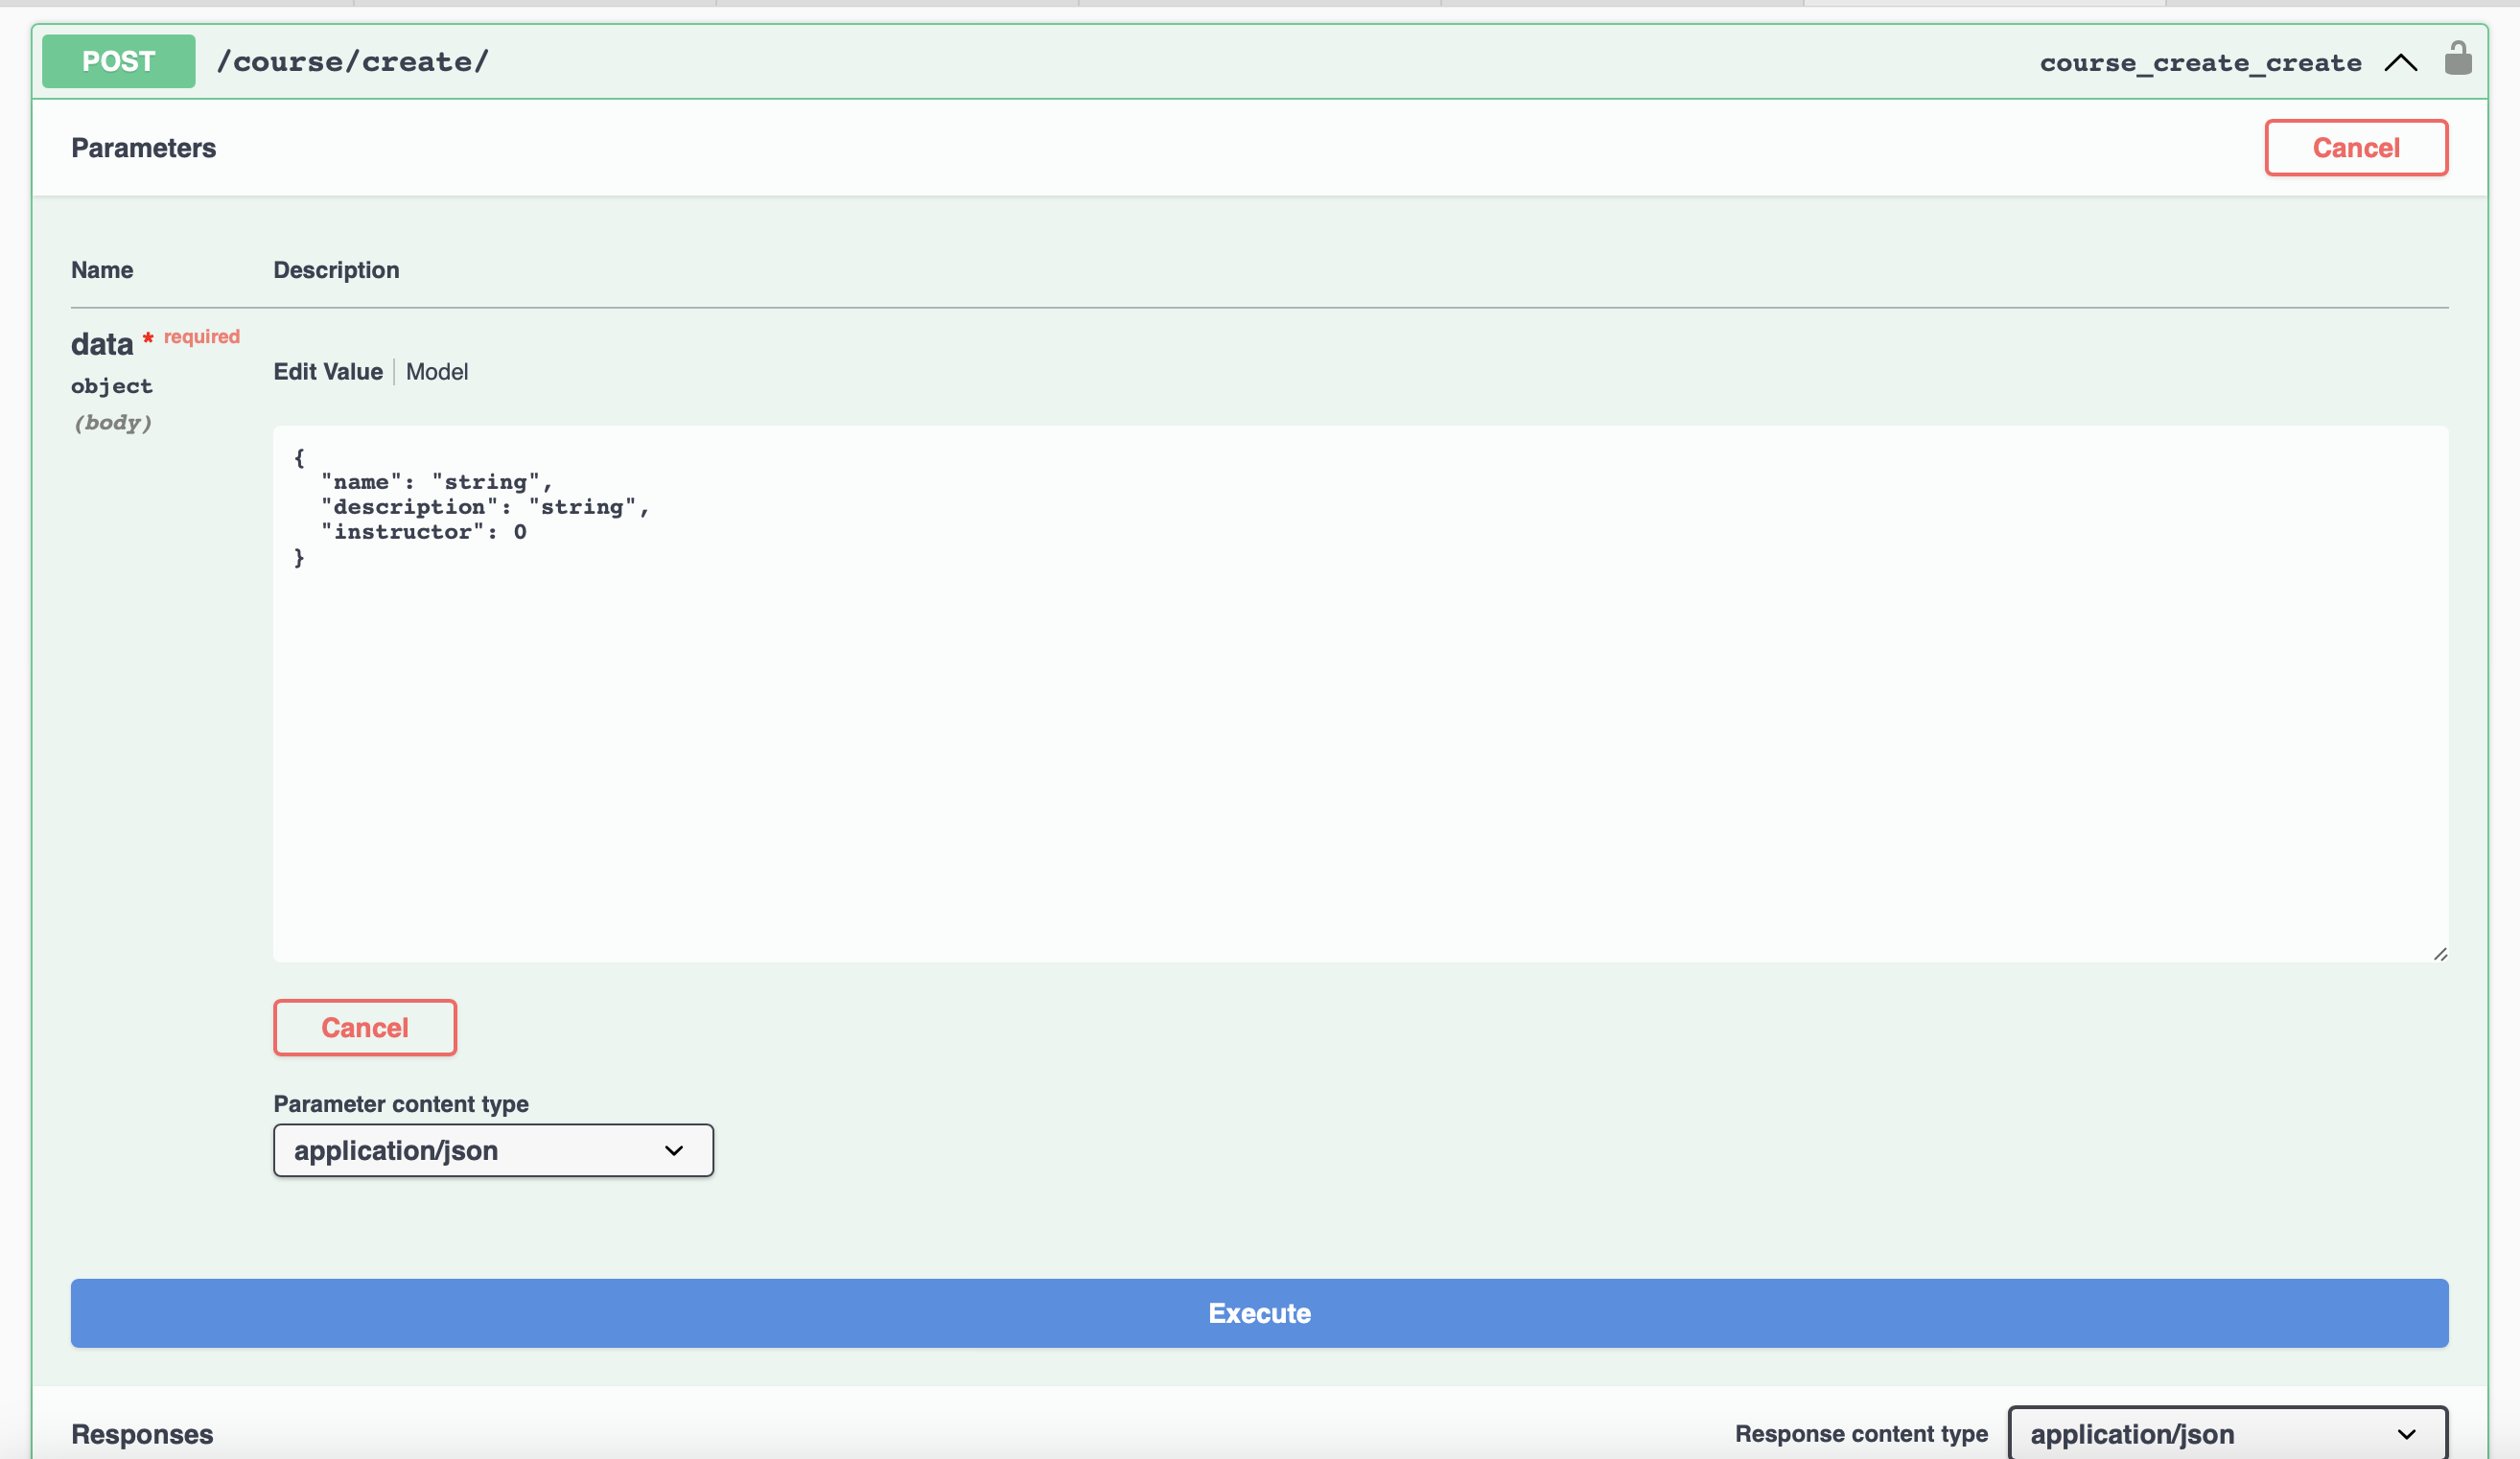 POST /course/create/ course_create_create
Parameters Cancel
Name Description
data * required
object
(body)
Edit Value Model
{
"name": "string",
"description": "string",
"instructor": 0
}
Cancel
Parameter content type
application/json
Execute
Responses Response content type application/json